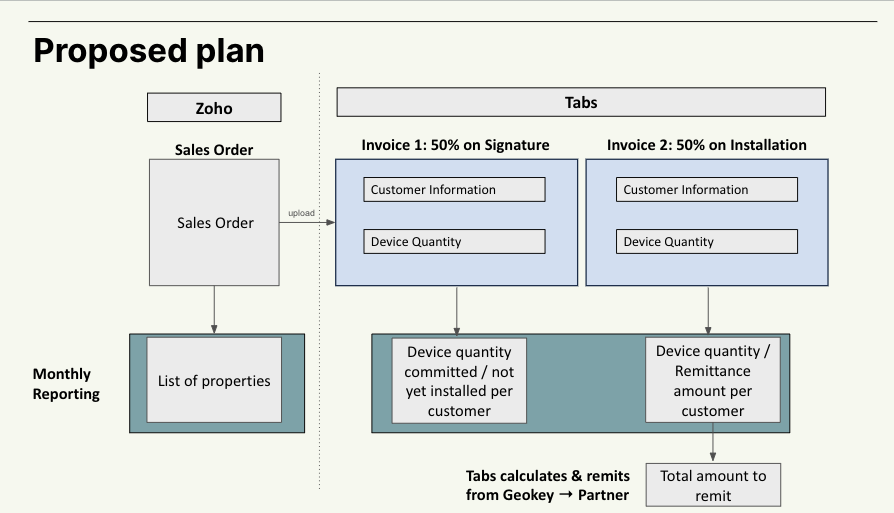 Proposed plan
Zoho
Tabs
Sales Order
Invoice 1: 50% on Signature
Invoice 2: 50% on Installation
Sales Order
upload
Customer Information
Device Quantity
Customer Information
Device Quantity
Monthly
Reporting
List of properties
Device quantity
committed / not
yet installed per
customer
Device quantity /
Remittance
amount per
customer
Tabs calculates & remits
from Geokey → Partner
Total amount to
remit